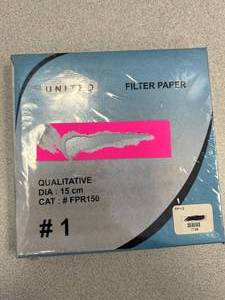 UNITED
FILTER PAPER
QUALITATIVE
DIA : 15 cm
CAT : # FPR150
# 1